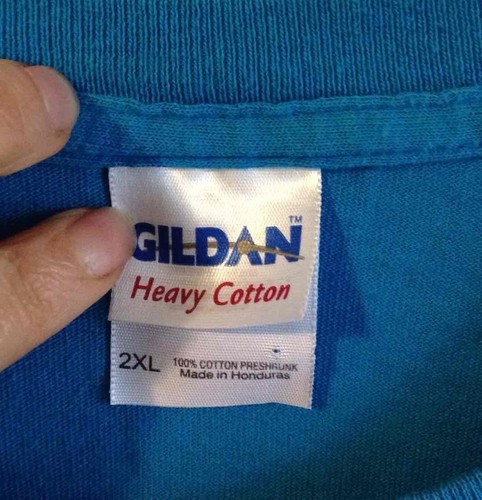 GILDAN™
Heavy Cotton
2XL 100% COTTON PRESHRUNK
Made in Honduras